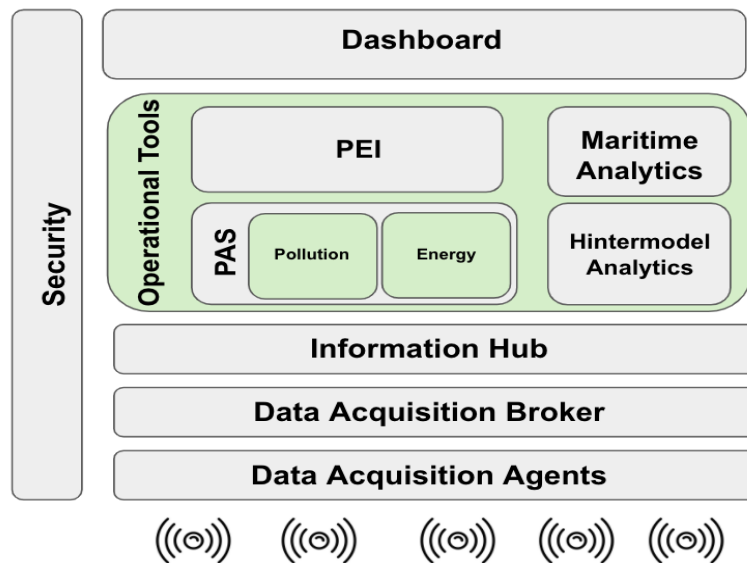 Dashboard
Security
Operational Tools
PEI
Maritime
Analytics
PAS
Pollution
Energy
Hintermodel
Analytics
Information Hub
Data Acquisition Broker
Data Acquisition Agents